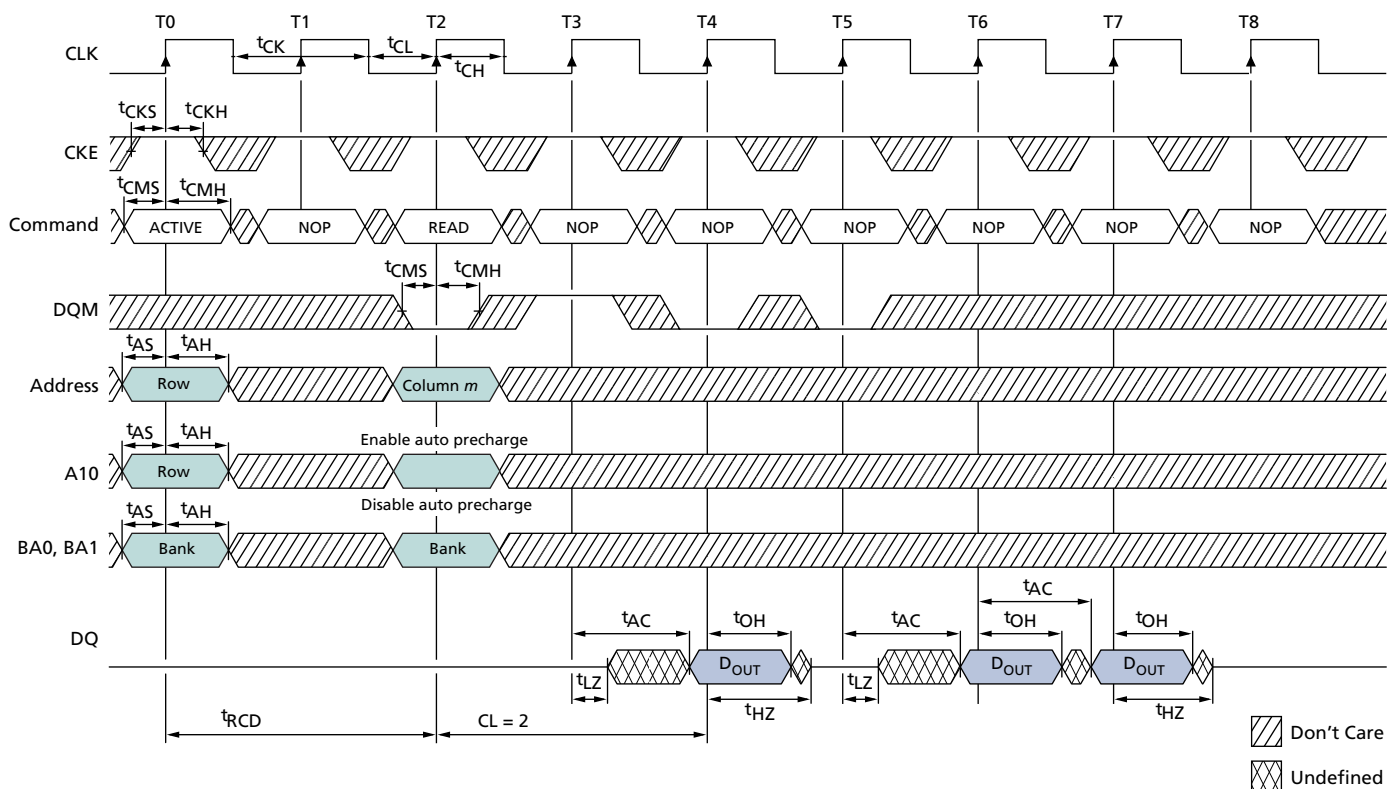 T0 T1 T2 T3 T4 T5 T6 T7 T8
CLK
tCK tCL
tCH
tCKS tCKH
CKE
tCMS tCMH
Command ACTIVE NOP READ NOP NOP NOP NOP NOP NOP
tCMS tCMH
DQM
tAS tAH
Address Row Column m
tAS tAH Enable auto precharge
A10 Row
Disable auto precharge
tAS tAH
BA0, BA1 Bank Bank
tAC
tAC tOH tAC tOH tOH
DQ
DOUT DOUT DOUT
tLZ tLZ
tHZ tHZ
tRCD CL = 2
Don't Care
Undefined